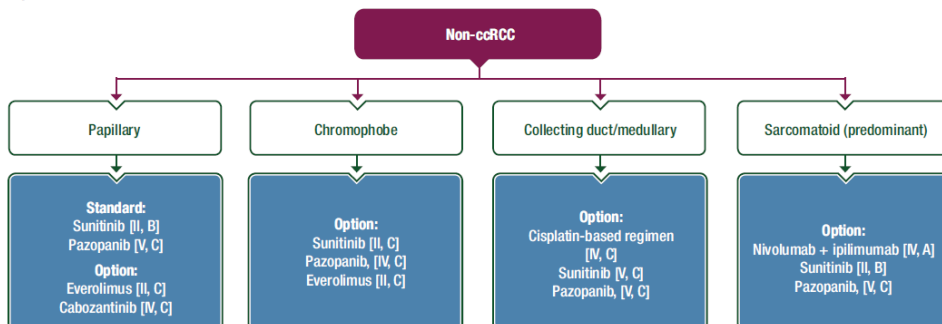 Non-ccRCC
Papillary
Chromophobe
Collecting duct/medullary
Sarcomatoid (predominant)
Standard:
Sunitinib [II, B]
Pazopanib [V, C]
Option:
Everolimus [II, C]
Cabozantinib [IV, C]
Option:
Sunitinib [II, C]
Pazopanib, [IV, C]
Everolimus [II, C]
Option:
Cisplatin-based regimen
[IV, C]
Sunitinib [V, C]
Pazopanib, [V, C]
Option:
Nivolumab + ipilimumab [IV, A]
Sunitinib [II, B]
Pazopanib, [V, C]